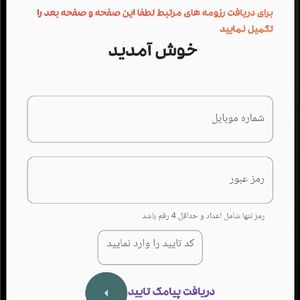 برای دریافت رزومه های مرتبط لطفا این صفحه و صفحه بعد را
تکمیل نمایید
خوش آمدید
شماره موبایل
رمز عبور
رمز تنها شامل اعداد و حداقل 4 رقم باشد
کد تایید را وارد نمایید
دریافت پیامک تایید